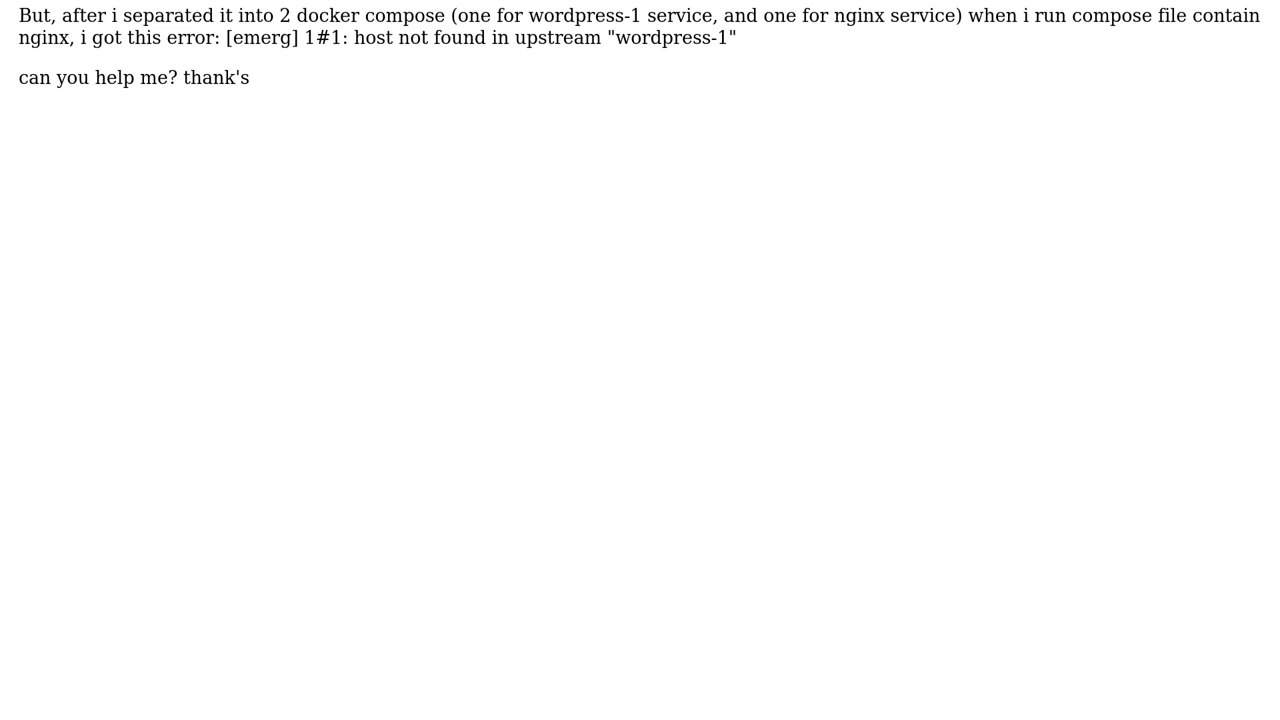 But, after i separated it into 2 docker compose (one for wordpress-1 service, and one for nginx service) when i run compose file contain
nginx, i got this error: [emerg] 1#1: host not found in upstream "wordpress-1"
can you help me? thank's